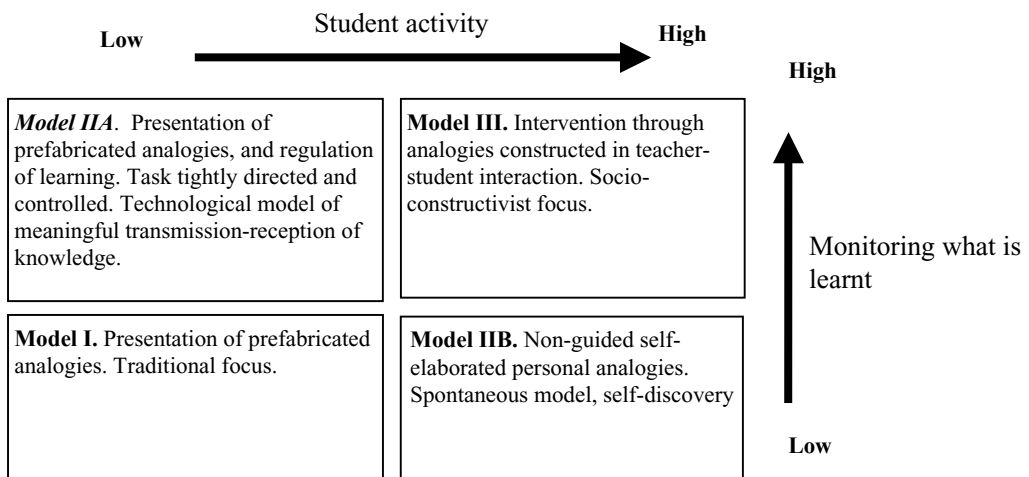 Student activity
Low
High
High
Model IIA. Presentation of
prefabricated analogies, and regulation
of learning. Task tightly directed and
controlled. Technological model of
meaningful transmission-reception of
knowledge.
Model III. Intervention through
analogies constructed in teacher-
student interaction. Socio-
constructivist focus.
Monitoring what is
learnt
Model I. Presentation of prefabricated
analogies. Traditional focus.
Model IIB. Non-guided self-
elaborated personal analogies.
Spontaneous model, self-discovery
Low